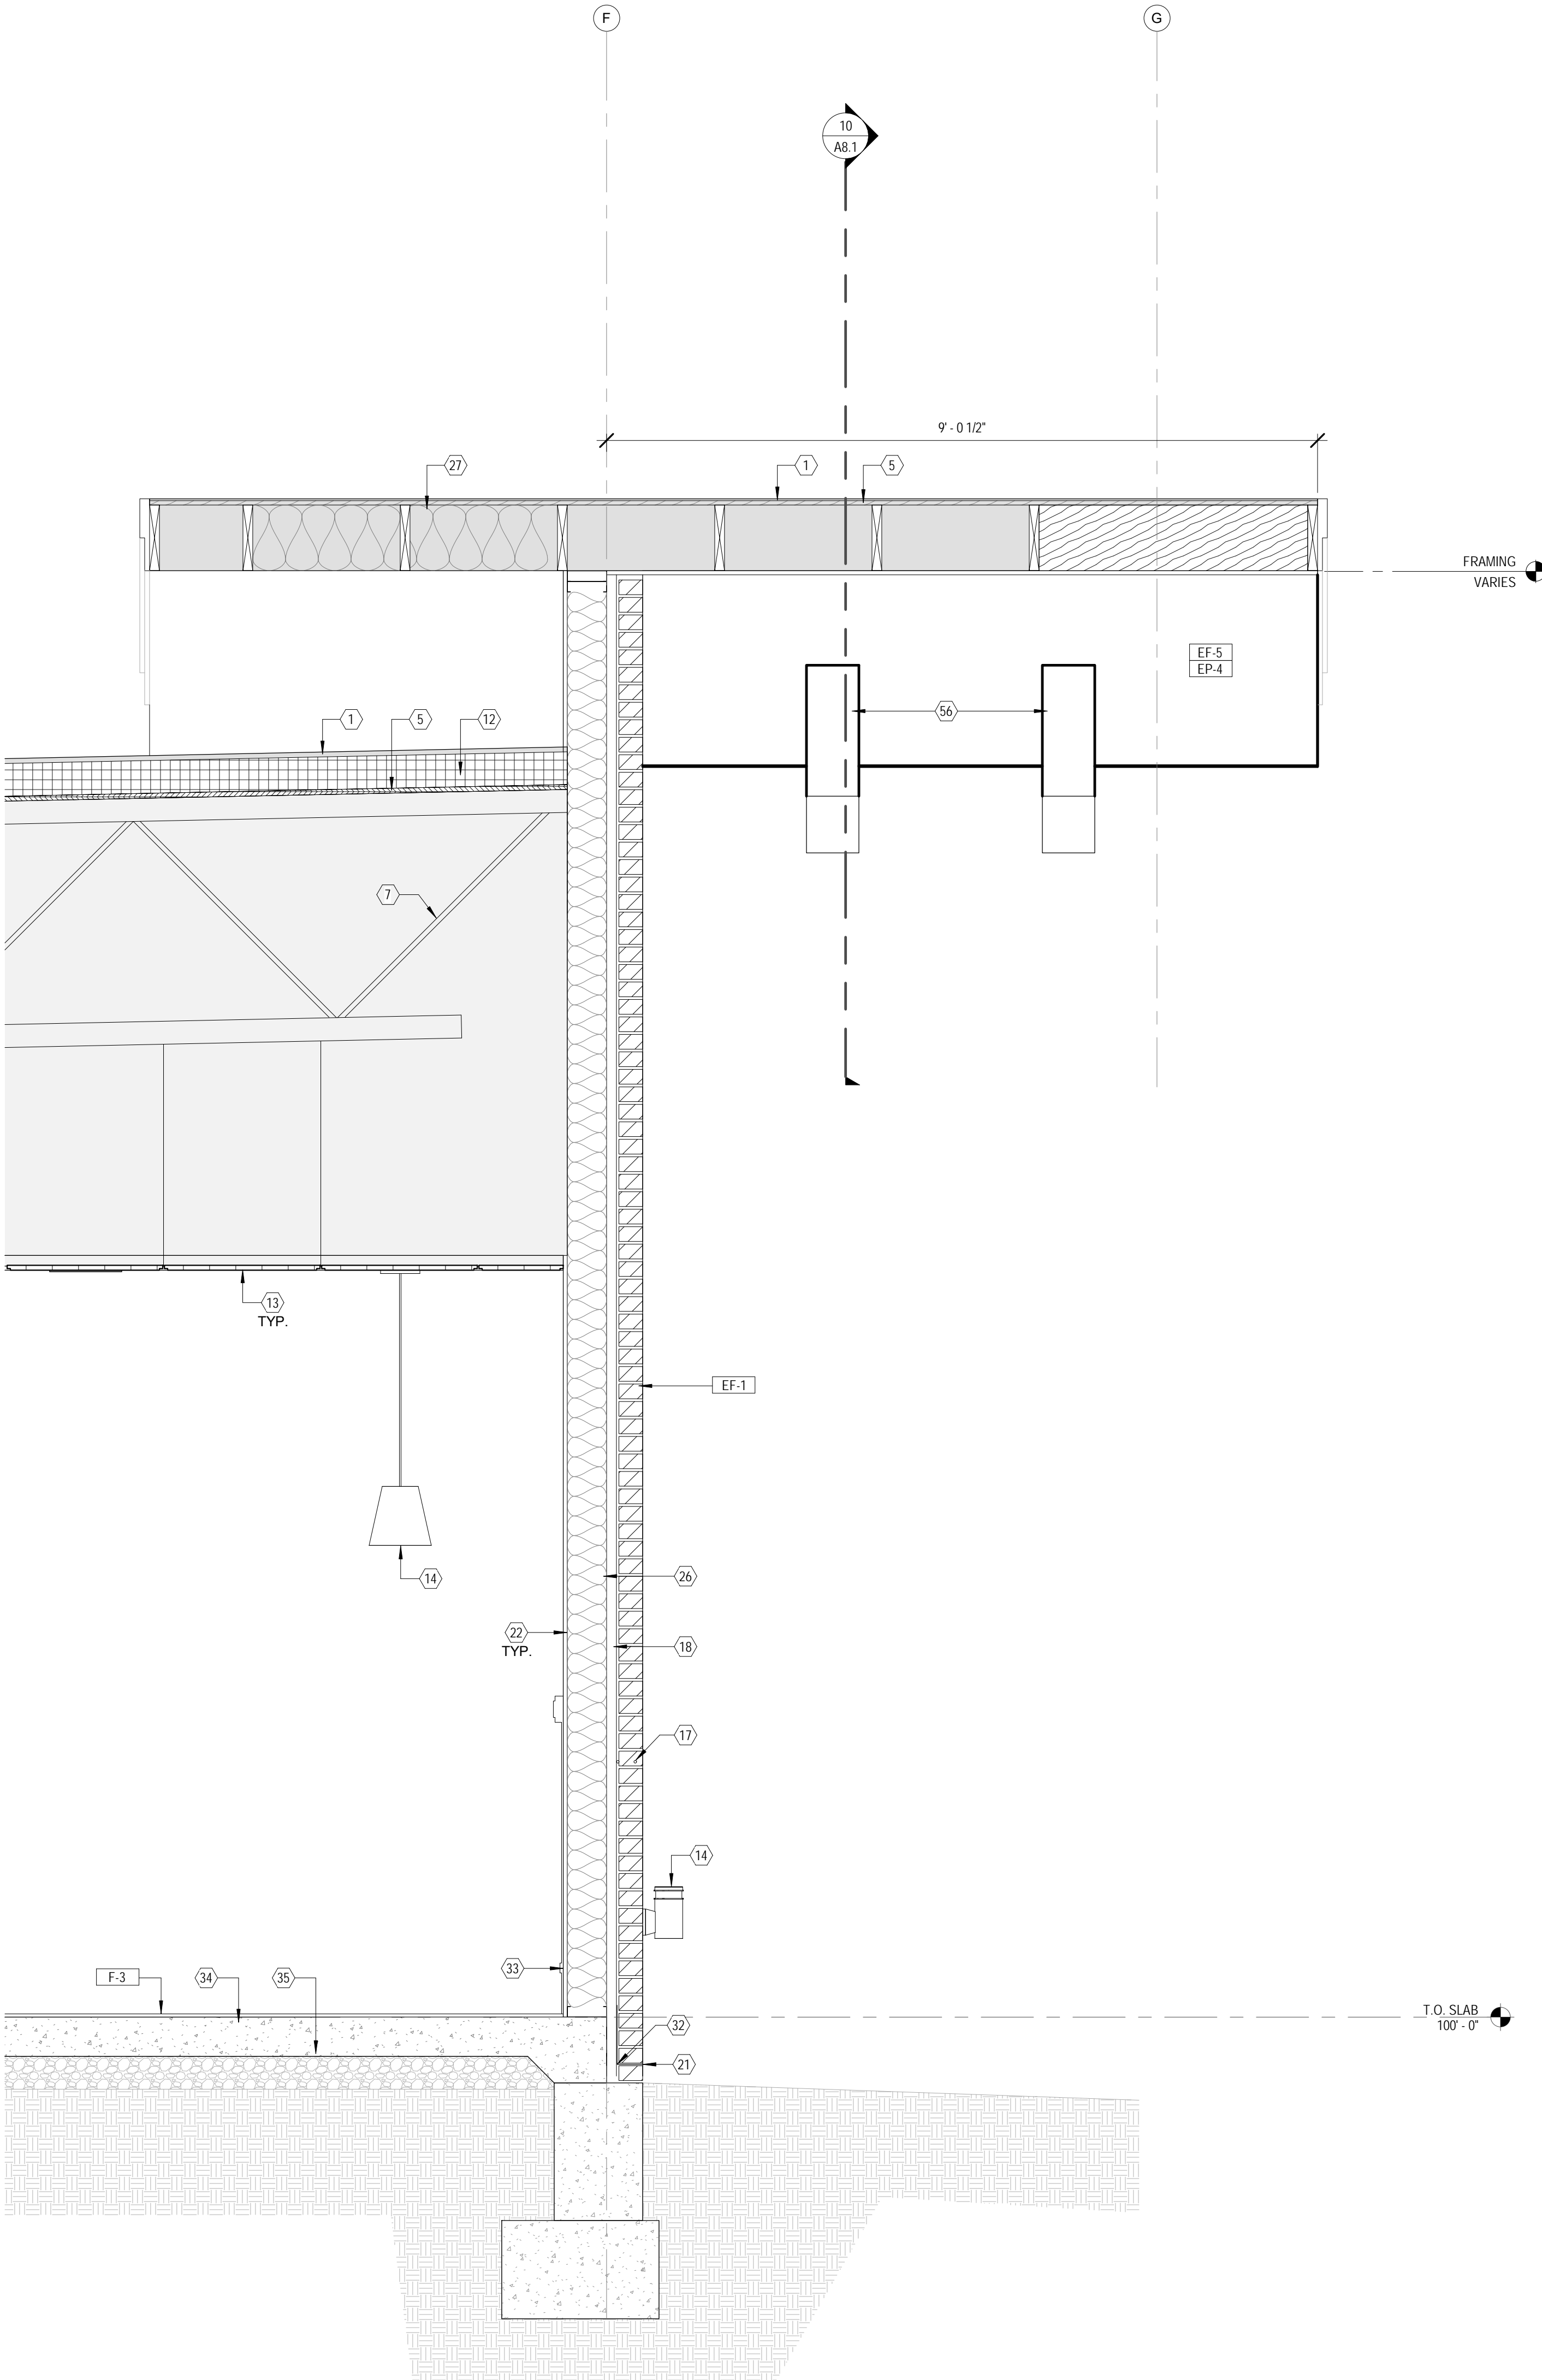 F
G
10
A8.1
9' - 0 1/2"
27
1
5
FRAMING
VARIES
EF-5
EP-4
1
5
12
56
7
13
TYP.
EF-1
14
26
22
TYP.
18
17
14
F-3
34
35
33
T.O. SLAB
100' - 0"
32
21